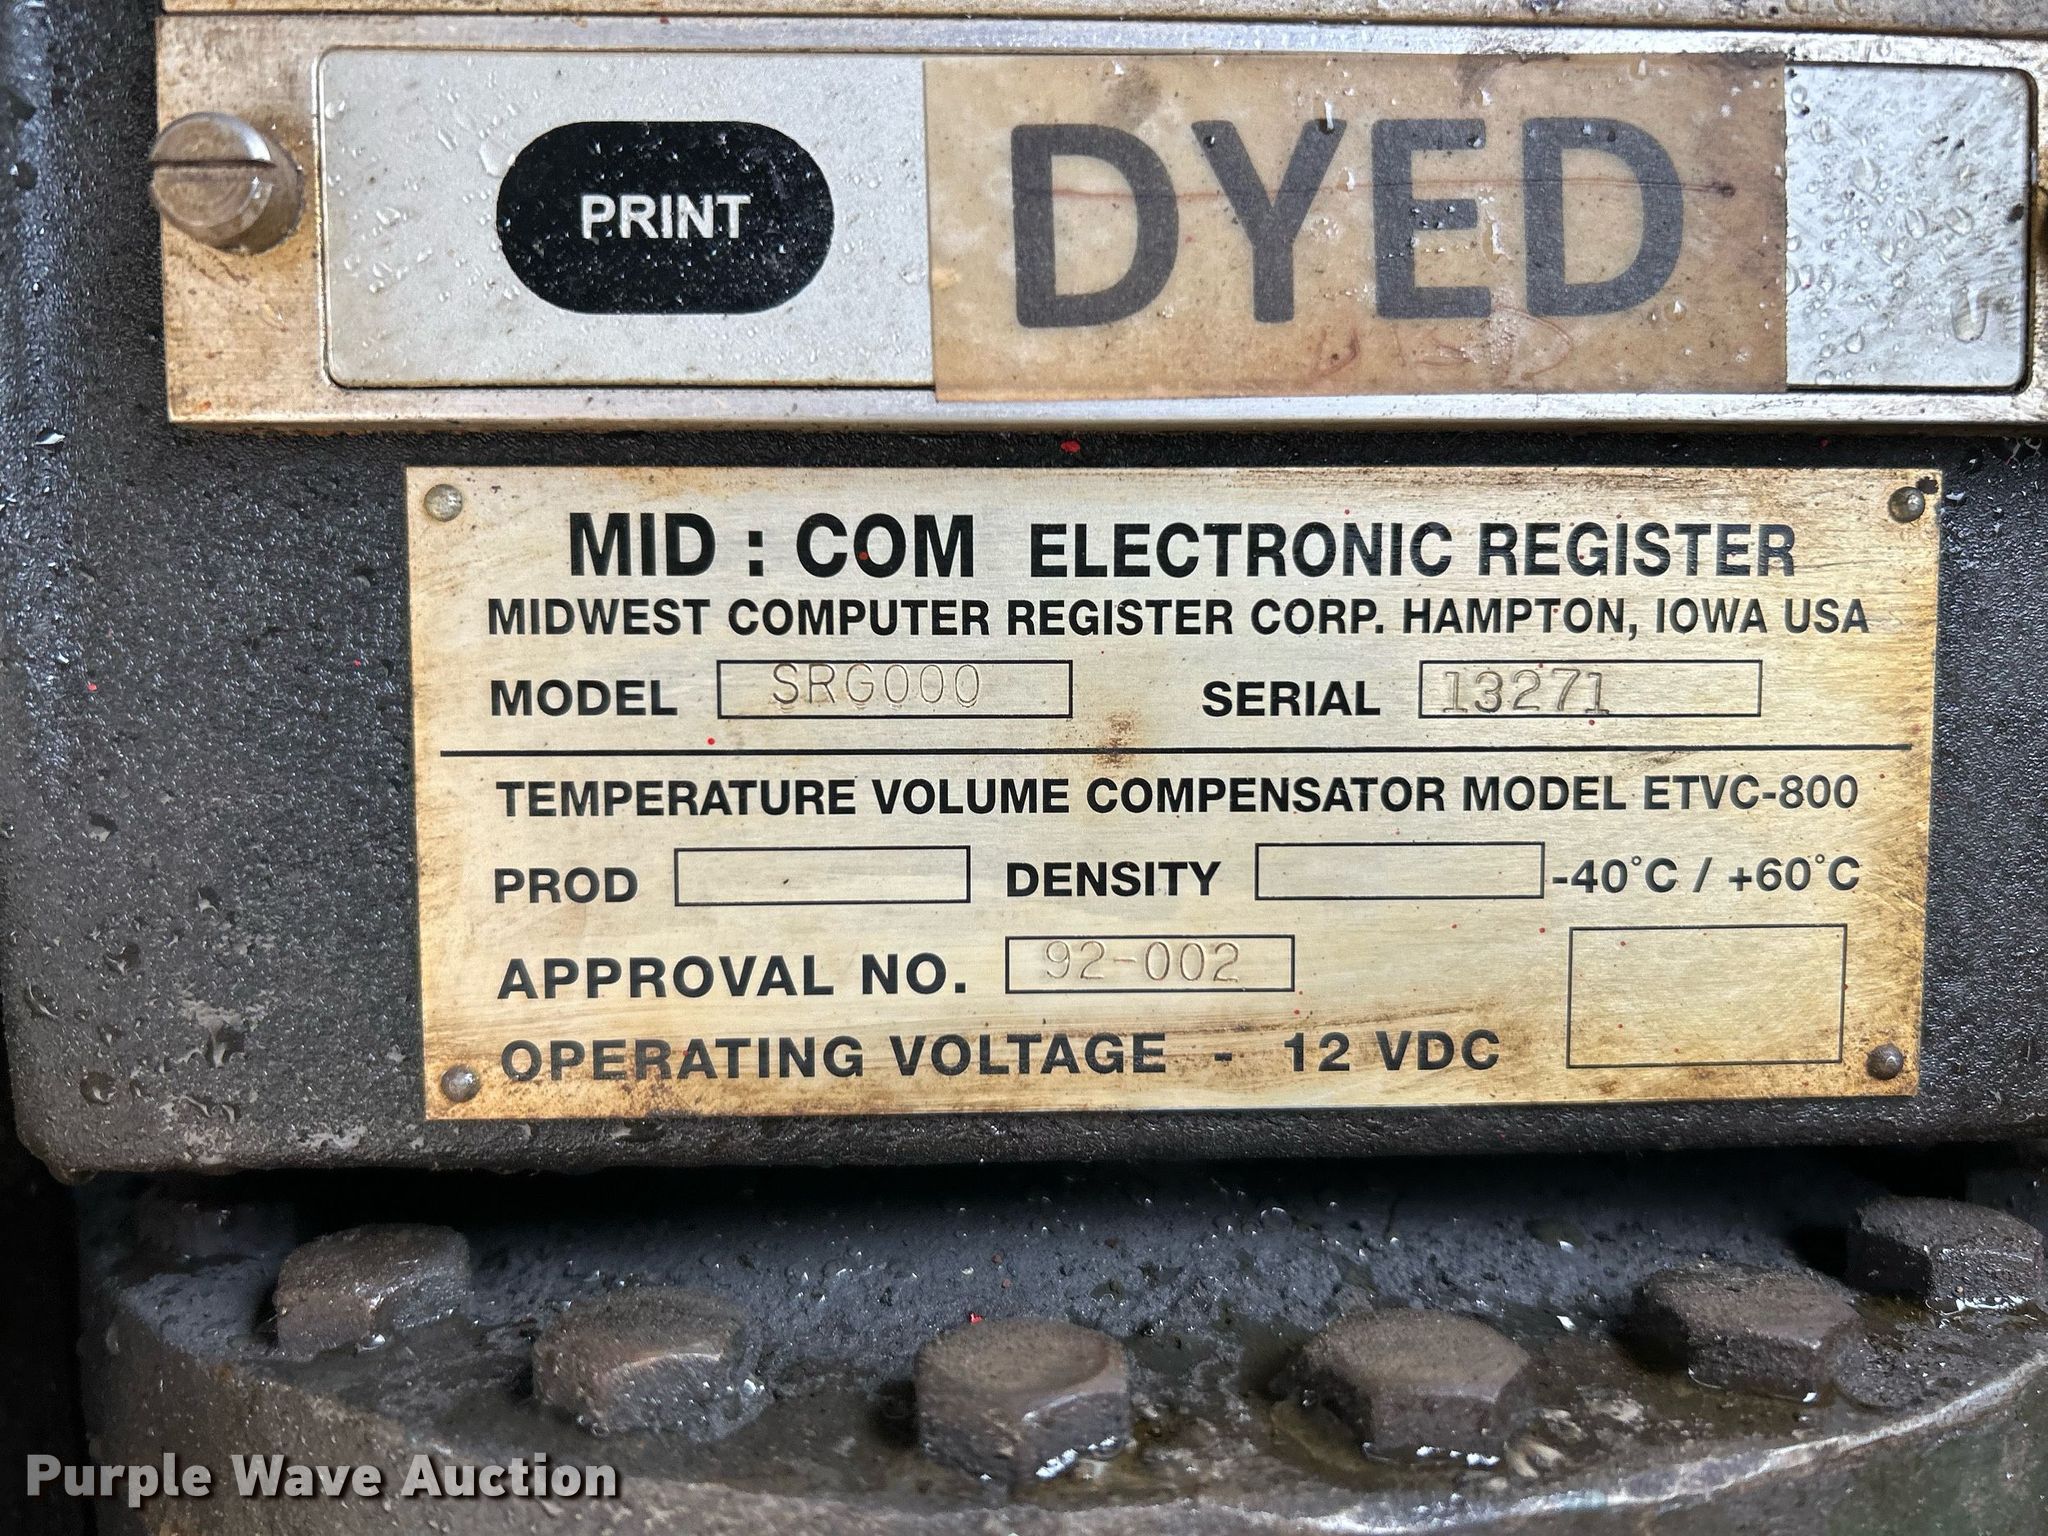 PRINT DYED
MID : COM ELECTRONIC REGISTER
MIDWEST COMPUTER REGISTER CORP. HAMPTON, IOWA USA
MODEL SRG000 SERIAL 13271
TEMPERATURE VOLUME COMPENSATOR MODEL ETVC-800
PROD DENSITY -40°C / +60°C
APPROVAL NO. 92-002
OPERATING VOLTAGE - 12 VDC
Purple Wave Auction